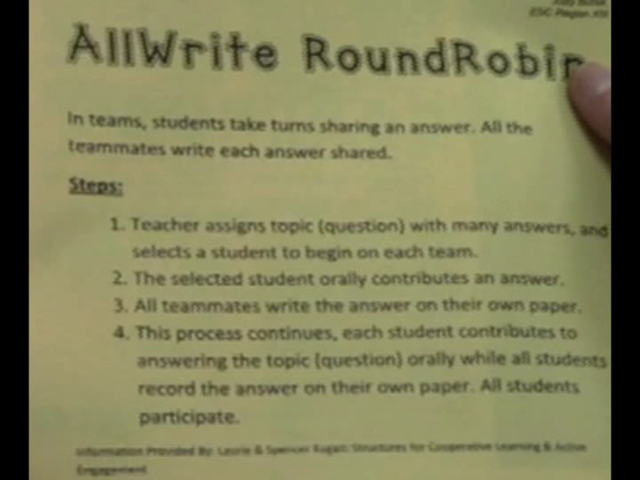 ESC Region XIII
AllWrite RoundRobin
In teams, students take turns sharing an answer. All the
teammates write each answer shared.
Steps:
1. Teacher assigns topic (question) with many answers, and
selects a student to begin on each team.
2. The selected student orally contributes an answer.
3. All teammates write the answer on their own paper.
4. This process continues, each student contributes to
answering the topic (question) orally while all students
record the answer on their own paper. All students
participate.
Information Provided By: Laurie & Spencer Kagan: Structures for Cooperative Learning & Active
Engagement